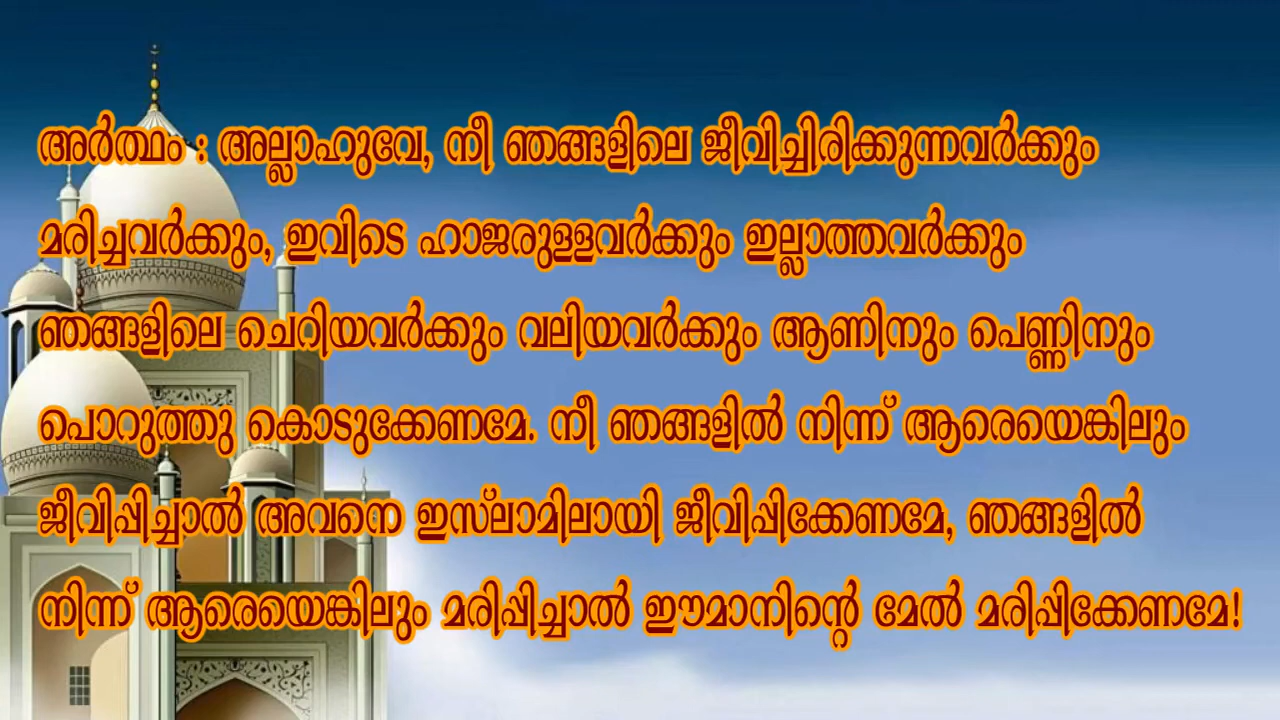 അർത്ഥം : അല്ലാഹുവേ, നീ ഞങ്ങളിലെ ജീവിച്ചിരിക്കുന്നവർക്കും
മരിച്ചവർക്കും, ഇവിടെ ഹാജരുള്ളവർക്കും ഇല്ലാത്തവർക്കും
ഞങ്ങളിലെ ചെറിയവർക്കും വലിയവർക്കും ആണിനും പെണ്ണിനും
പൊറുത്തു കൊടുക്കേണമേ. നീ ഞങ്ങളിൽ നിന്ന് ആരെയെങ്കിലും
ജീവിപ്പിച്ചാൽ അവനെ ഇസ്‌ലാമിലായി ജീവിപ്പിക്കേണമേ, ഞങ്ങളിൽ
നിന്ന് ആരെയെങ്കിലും മരിപ്പിച്ചാൽ ഈമാനിന്റെ മേൽ മരിപ്പിക്കേണമേ!